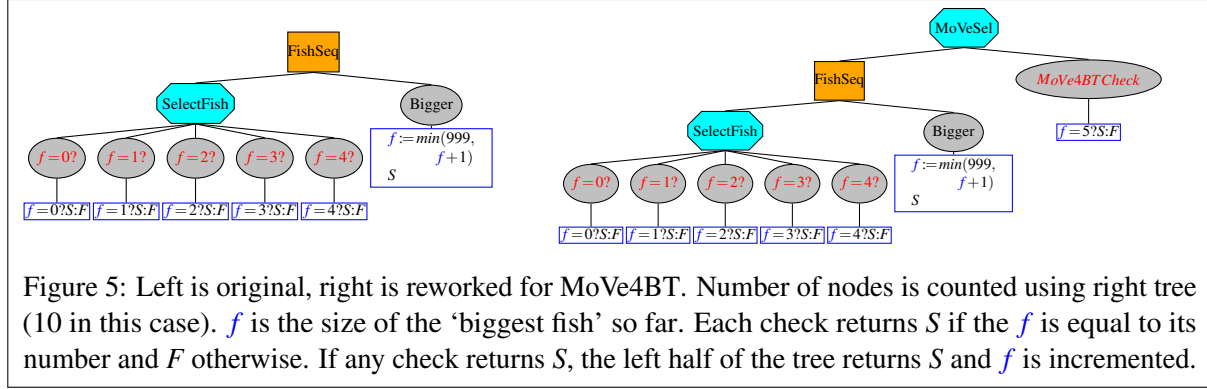 FishSeq
SelectFish
Bigger
f=0?
f=1?
f=2?
f=3?
f=4?
f:=min(999,
f+1)
S
f=0?S:F
f=1?S:F
f=2?S:F
f=3?S:F
f=4?S:F
MoVeSel
FishSeq
MoVe4BTCheck
f=5?S:F
SelectFish
Bigger
f=0?
f=1?
f=2?
f=3?
f=4?
f:=min(999,
f+1)
S
f=0?S:F
f=1?S:F
f=2?S:F
f=3?S:F
f=4?S:F
Figure 5: Left is original, right is reworked for MoVe4BT. Number of nodes is counted using right tree
(10 in this case). f is the size of the ‘biggest fish’ so far. Each check returns S if the f is equal to its
number and F otherwise. If any check returns S, the left half of the tree returns S and f is incremented.